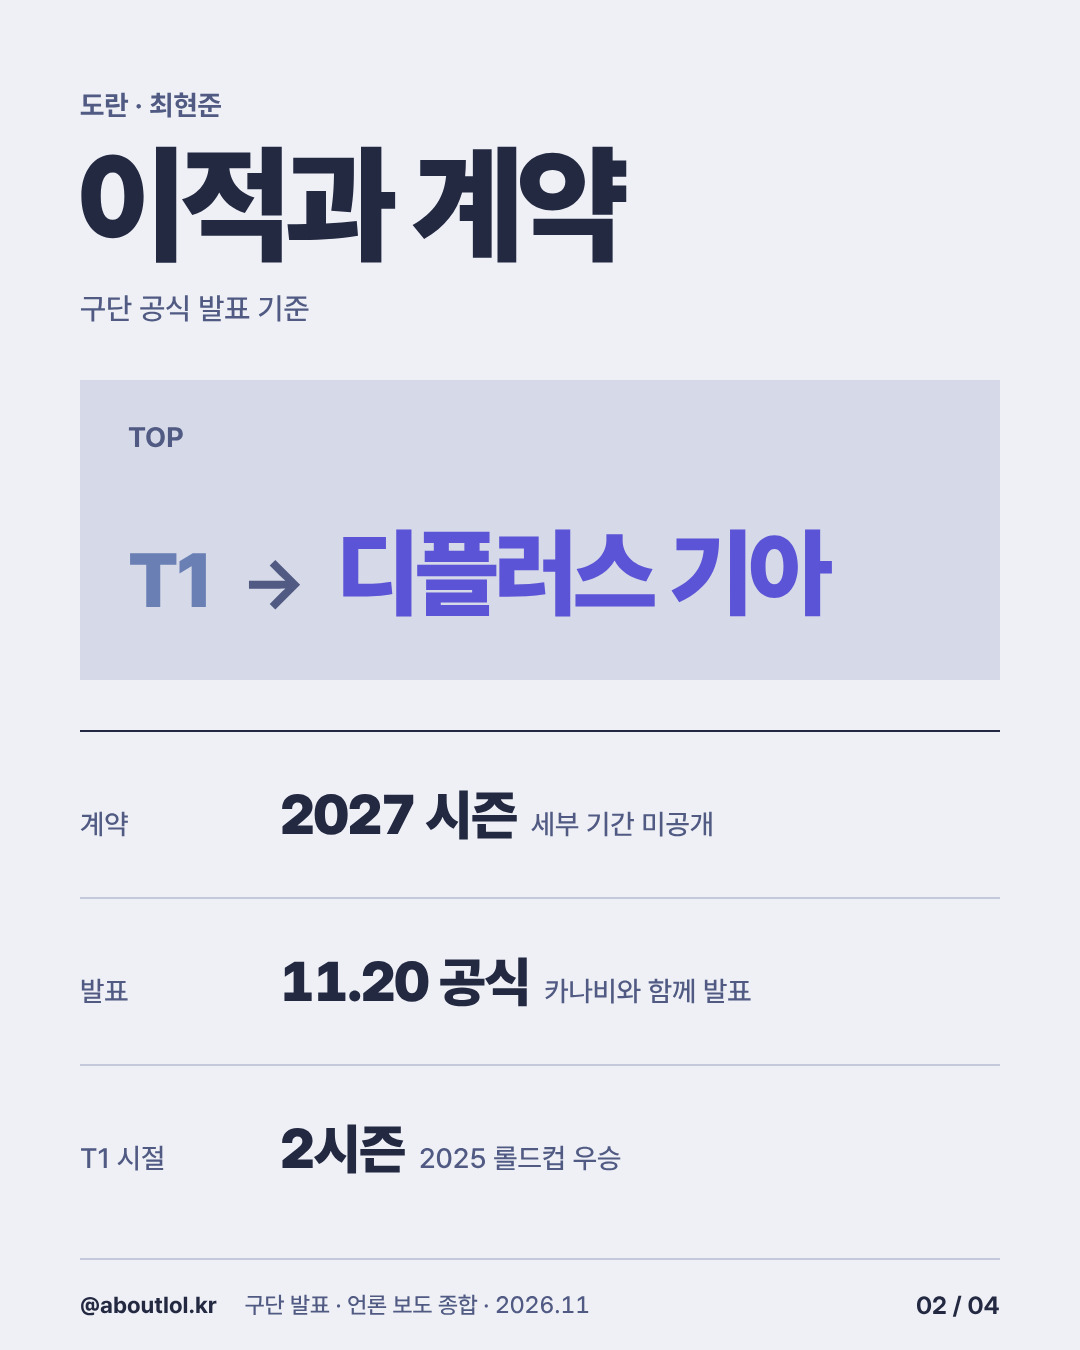 도란 · 최현준
이적과 계약
구단 공식 발표 기준
TOP
T1 → 디플러스 기아
계약 2027 시즌 세부 기간 미공개
발표 11.20 공식 카나비와 함께 발표
T1 시절 2시즌 2025 롤드컵 우승
@aboutlol.kr 구단 발표 · 언론 보도 종합 · 2026.11 02 / 04